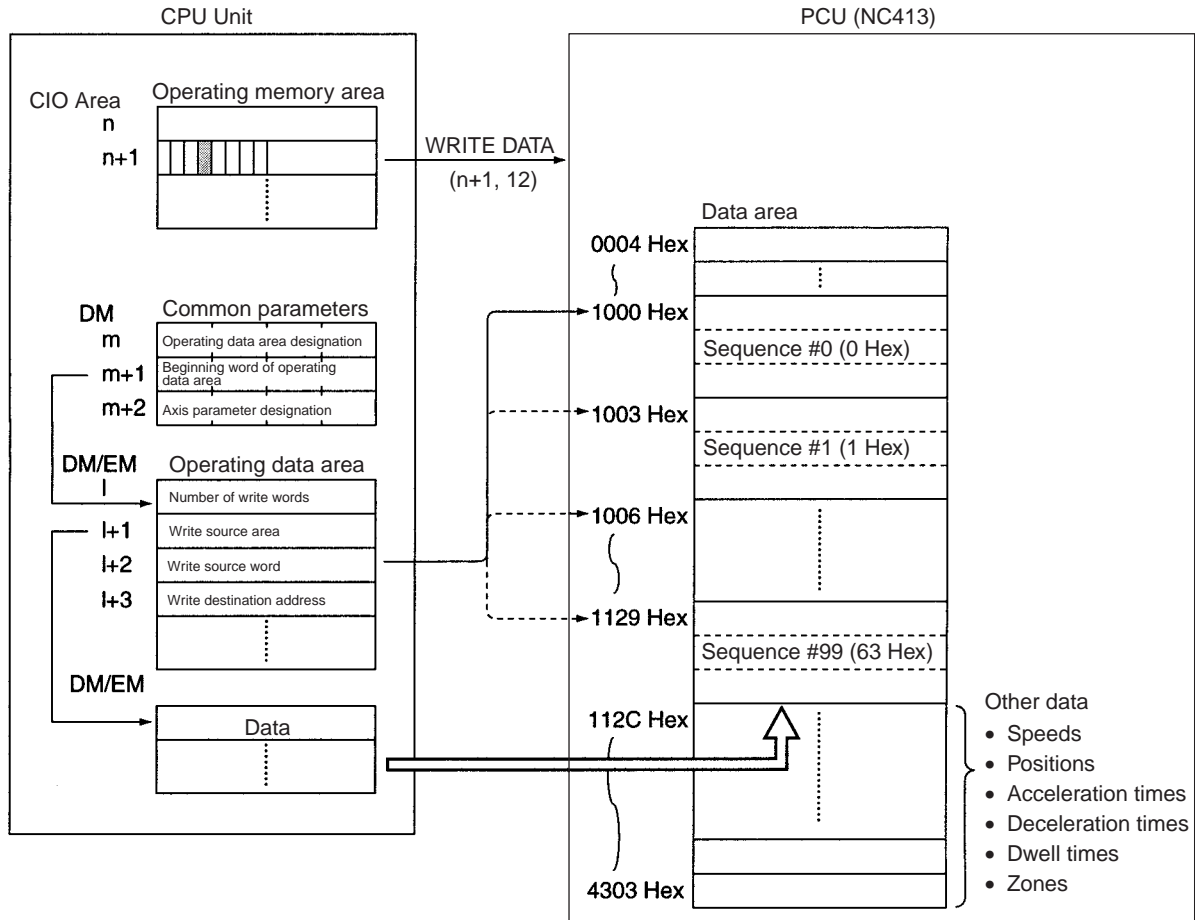 CPU Unit
PCU (NC413)
CIO Area
Operating memory area
n
n+1
WRITE DATA
(n+1, 12)
DM
Common parameters
m
Operating data area designation
m+1
Beginning word of operating
data area
m+2
Axis parameter designation
DM/EM
Operating data area
l
Number of write words
l+1
Write source area
l+2
Write source word
l+3
Write destination address
DM/EM
Data
Data area
0004 Hex
1000 Hex
Sequence #0 (0 Hex)
1003 Hex
Sequence #1 (1 Hex)
1006 Hex
1129 Hex
Sequence #99 (63 Hex)
112C Hex
4303 Hex
Other data
• Speeds
• Positions
• Acceleration times
• Deceleration times
• Dwell times
• Zones